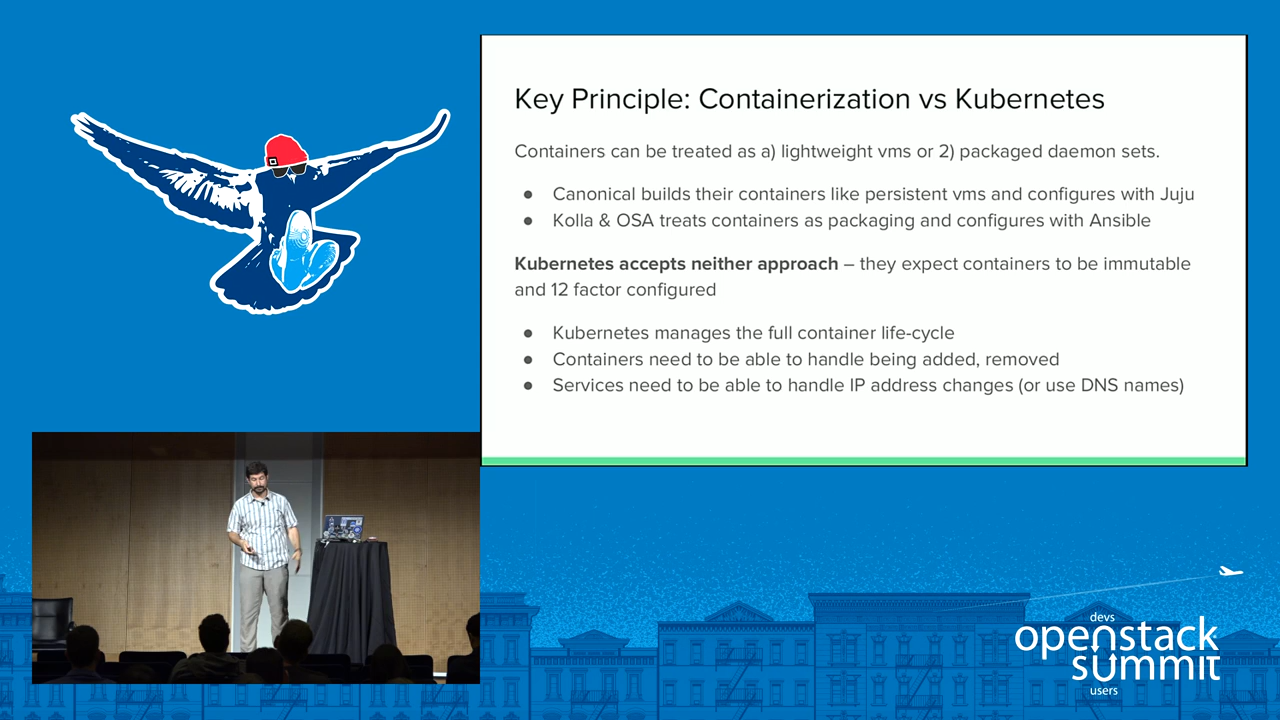 Key Principle: Containerization vs Kubernetes
Containers can be treated as a) lightweight vms or 2) packaged daemon sets.
● Canonical builds their containers like persistent vms and configures with Juju
● Kolla & OSA treats containers as packaging and configures with Ansible
Kubernetes accepts neither approach – they expect containers to be immutable
and 12 factor configured
● Kubernetes manages the full container life-cycle
● Containers need to be able to handle being added, removed
● Services need to be able to handle IP address changes (or use DNS names)
devs
openstack
summit
users